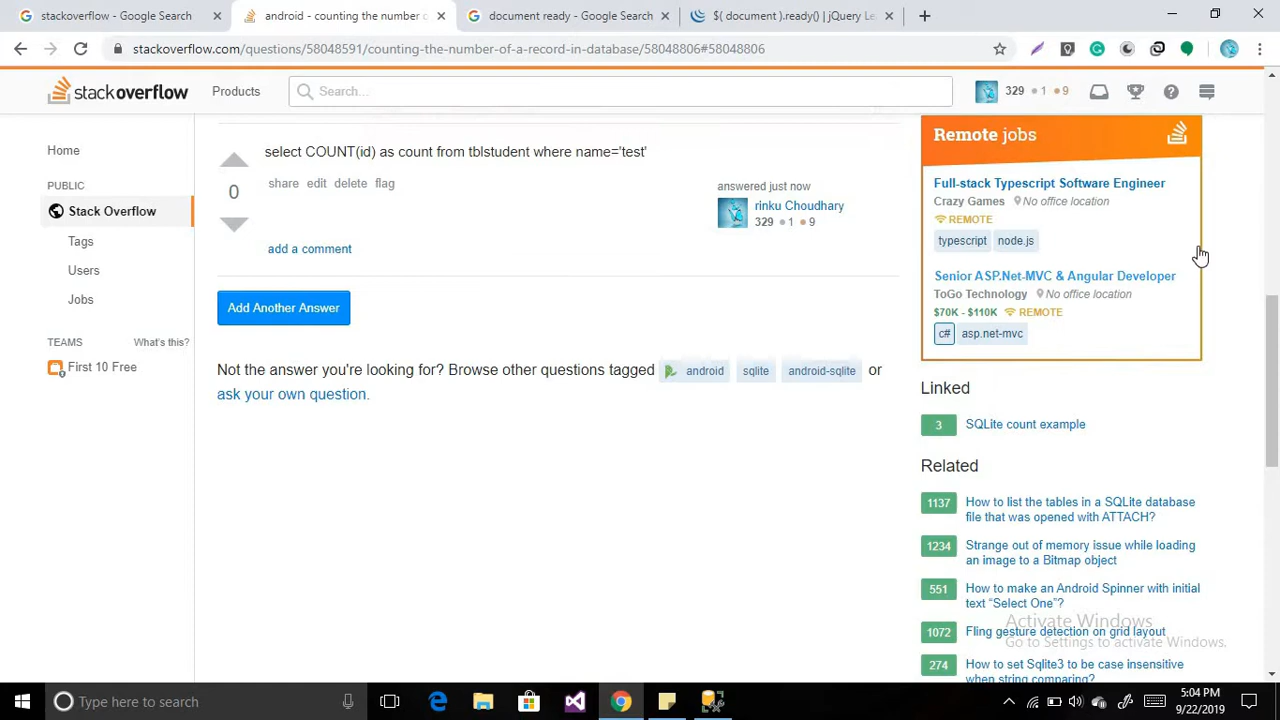 stackoverflow - Google Search
android - counting the number o
document ready - Google Search
$( document ).ready() | jQuery Le
stackoverflow.com/questions/58048591/counting-the-number-of-a-record-in-database/58048806#58048806
stackoverflow
Products
Search...
329 1 9
Home
PUBLIC
Stack Overflow
Tags
Users
Jobs
TEAMS What's this?
First 10 Free
select COUNT(id) as count from tblstudent where name='test'
0
share edit delete flag
answered just now
rinku Choudhary
329 1 9
add a comment
Add Another Answer
Not the answer you're looking for? Browse other questions tagged android sqlite android-sqlite or
ask your own question.
Remote jobs
Full-stack Typescript Software Engineer
Crazy Games No office location
REMOTE
typescript node.js
Senior ASP.Net-MVC & Angular Developer
ToGo Technology No office location
$70K - $110K REMOTE
c# asp.net-mvc
Linked
3 SQLite count example
Related
1137 How to list the tables in a SQLite database
file that was opened with ATTACH?
1234 Strange out of memory issue while loading
an image to a Bitmap object
551 How to make an Android Spinner with initial
text “Select One”?
1072 Fling gesture detection on grid layout
274 How to set Sqlite3 to be case insensitive
when string comparing?
Activate Windows
Go to Settings to activate Windows.
Type here to search
5:04 PM
9/22/2019